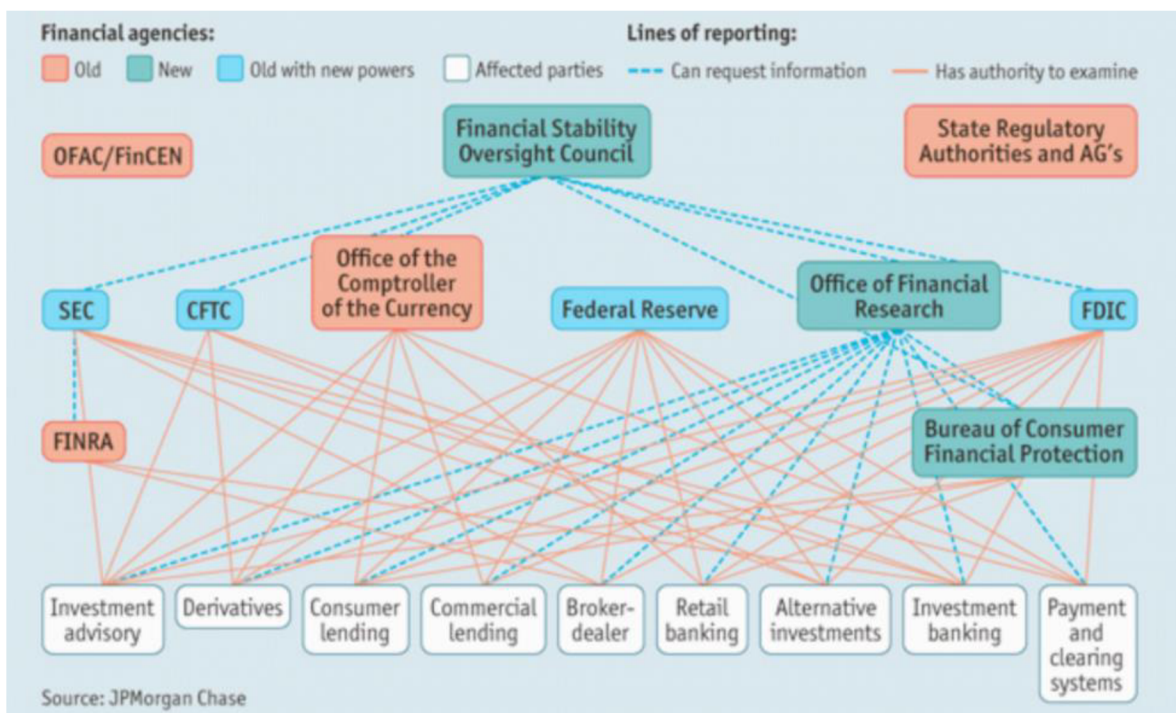 Financial agencies:
Lines of reporting:
Old
New
Old with new powers
Affected parties
Can request information
Has authority to examine
OFAC/FinCEN
Financial Stability
Oversight Council
State Regulatory
Authorities and AG's
SEC
CFTC
Office of the
Comptroller
of the Currency
Federal Reserve
Office of Financial
Research
FDIC
FINRA
Bureau of Consumer
Financial Protection
Investment
advisory
Derivatives
Consumer
lending
Commercial
lending
Broker-
dealer
Retail
banking
Alternative
investments
Investment
banking
Payment
and
clearing
systems
Source: JPMorgan Chase